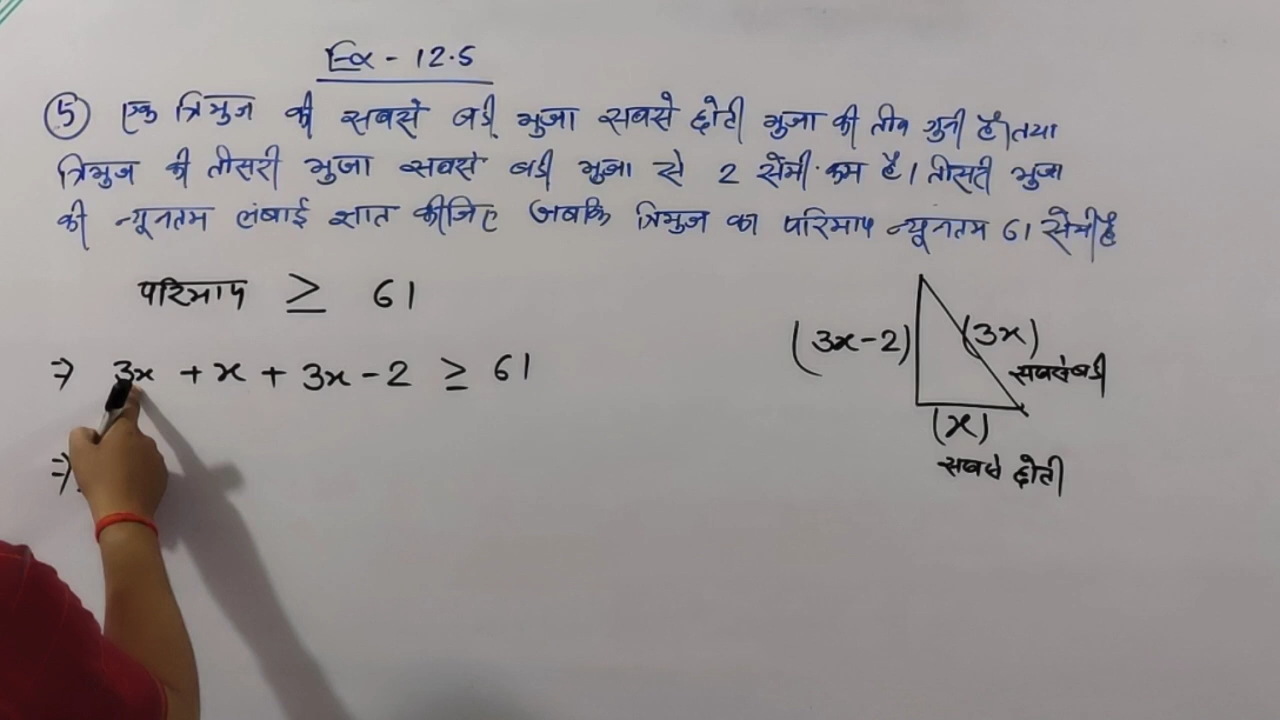 Ex - 12.5
⑤ एक त्रिभुज की सबसे बड़ी भुजा सबसे छोटी भुजा की तीन गुनी है। तथा
त्रिभुज की तीसरी भुजा सबसे बड़ी भुजा से 2 सेमी. कम है। तीसरी भुजा
की न्यूनतम लंबाई ज्ञात कीजिए जबकि त्रिभुज का परिमाप न्यूनतम 61 सेमी है
परिमाप ≥ 61
⇒ 3x + x + 3x - 2 ≥ 61
⇒
(3x-2)
(3x)
सबसे बड़ी
(x)
सबसे छोटी